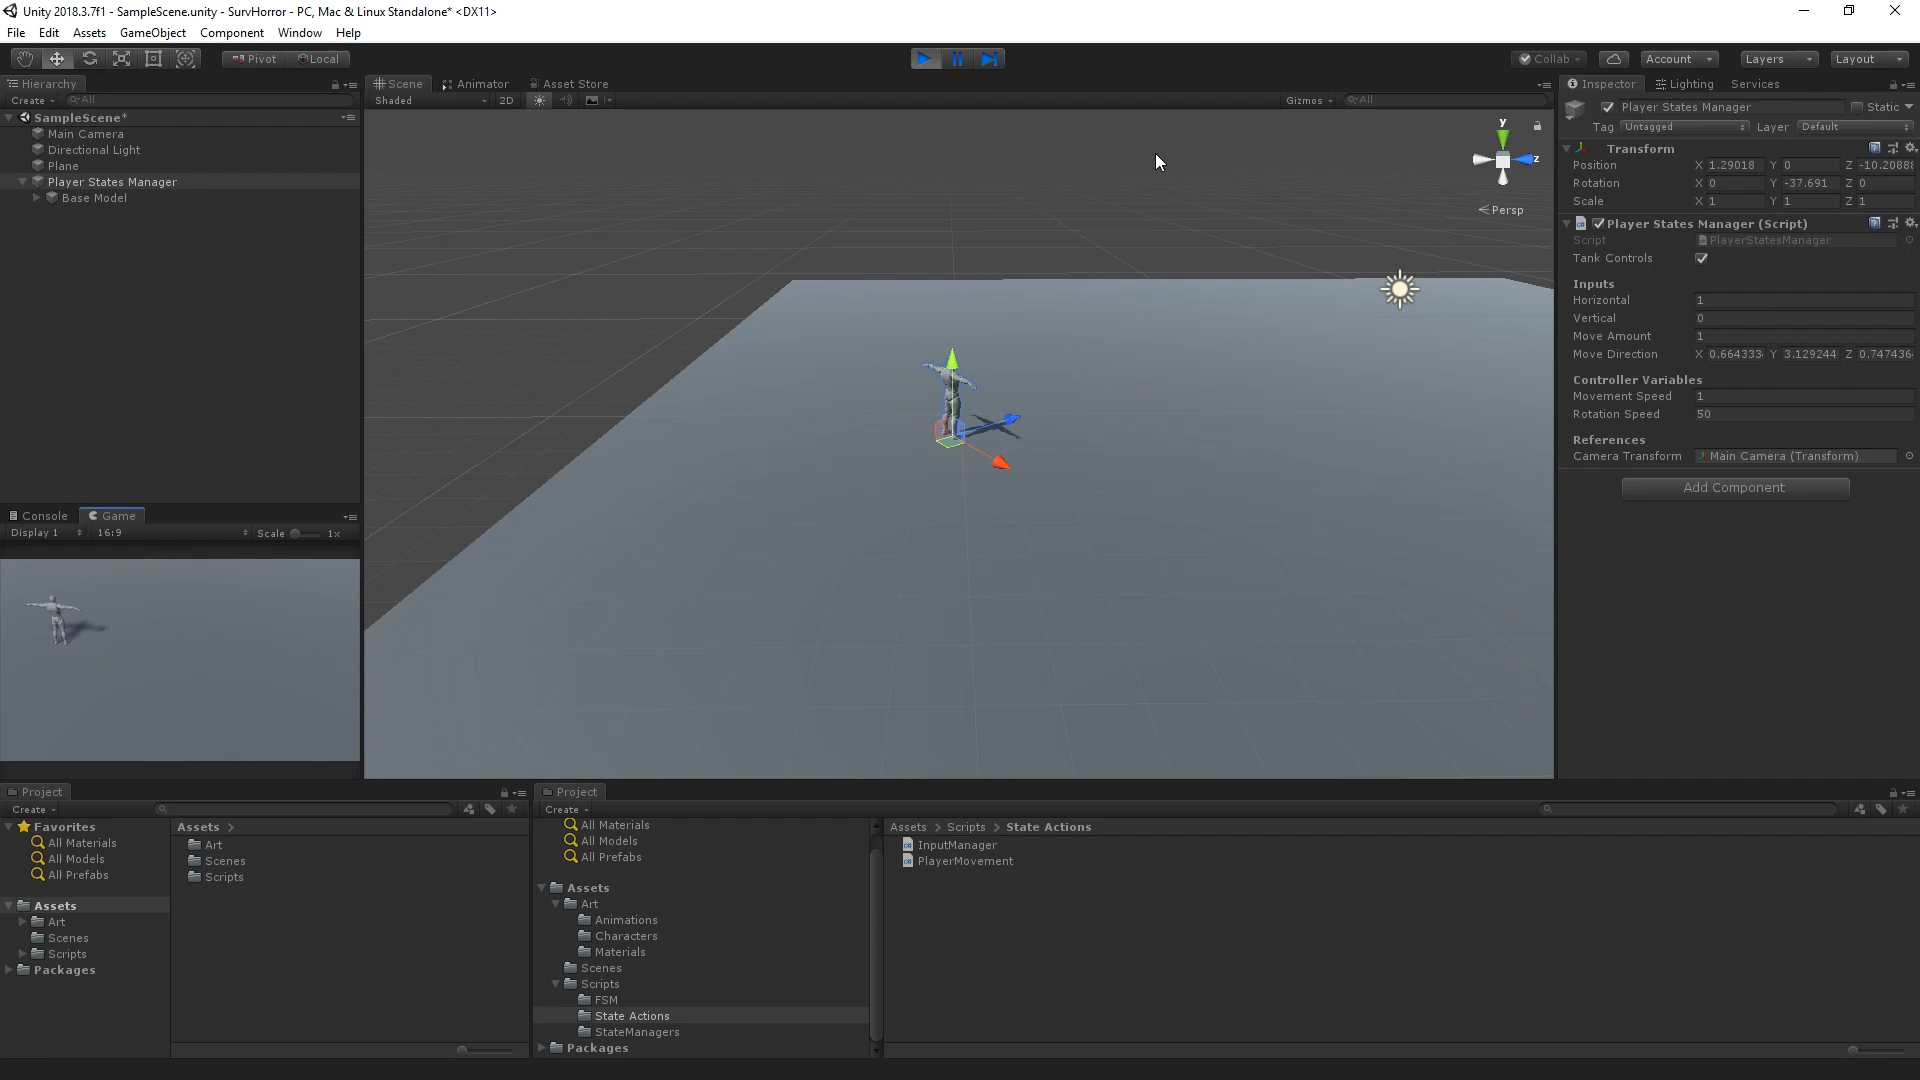 Unity 2018.3.7f1 - SampleScene.unity - SurvHorror - PC, Mac & Linux Standalone* <DX11>
File Edit Assets GameObject Component Window Help
Pivot Local Collab Account Layers Layout
Hierarchy
Create All
SampleScene*
Main Camera
Directional Light
Plane
Player States Manager
Base Model
Scene Animator Asset Store
Shaded 2D Gizmos All
y
z
Persp
Inspector Lighting Services
Player States Manager Static
Tag Untagged Layer Default
Transform
Position X 1.29018 Y 0 Z -10.2088
Rotation X 0 Y -37.691 Z 0
Scale X 1 Y 1 Z 1
Player States Manager (Script)
Script PlayerStatesManager
Tank Controls
Inputs
Horizontal 1
Vertical 0
Move Amount 1
Move Direction X 0.664333 Y 3.129244 Z 0.747436
Controller Variables
Movement Speed 1
Rotation Speed 50
References
Camera Transform Main Camera (Transform)
Add Component
Console Game
Display 1 16:9 Scale 1x
Project
Create
Favorites
All Materials
All Models
All Prefabs
Assets
Art
Scenes
Scripts
Packages
Assets
Art
Scenes
Scripts
Project
Create
All Materials
All Models
All Prefabs
Assets
Art
Animations
Characters
Materials
Scenes
Scripts
FSM
State Actions
StateManagers
Packages
Assets > Scripts > State Actions
InputManager
PlayerMovement